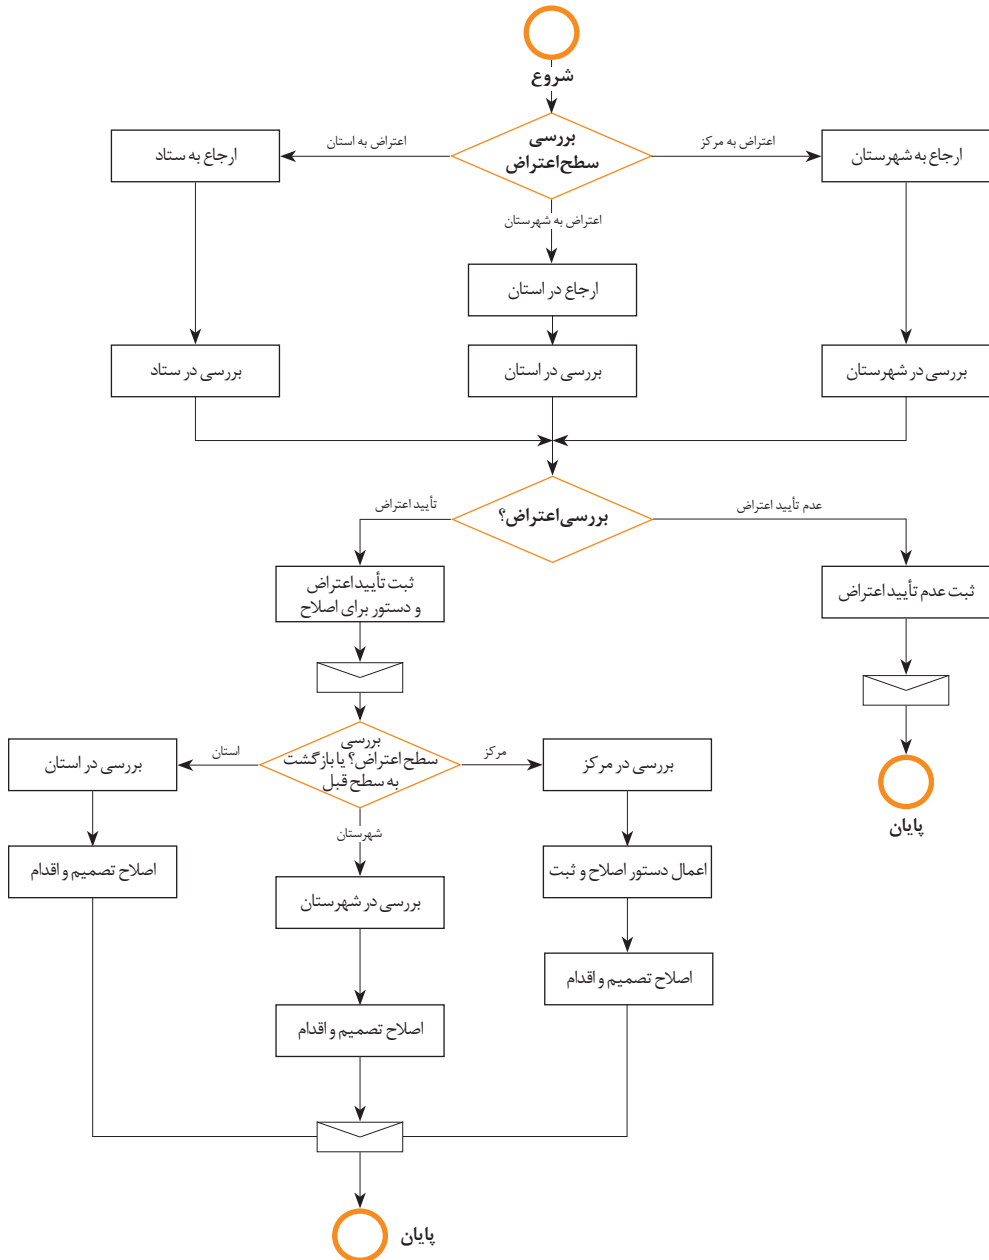 شروع
بررسی
سطح اعتراض
اعتراض به مرکز
اعتراض به استان
ارجاع به شهرستان
ارجاع به ستاد
اعتراض به شهرستان
ارجاع در استان
بررسی در شهرستان
بررسی در استان
بررسی در ستاد
بررسی اعتراض؟
عدم تأیید اعتراض
تأیید اعتراض
ثبت عدم تأیید اعتراض
ثبت تأیید اعتراض
و دستور برای اصلاح
پایان
بررسی
سطح اعتراض؟ یا بازگشت
به سطح قبل
مرکز
استان
شهرستان
بررسی در مرکز
بررسی در استان
اعمال دستور اصلاح و ثبت
اصلاح تصمیم و اقدام
بررسی در شهرستان
اصلاح تصمیم و اقدام
اصلاح تصمیم و اقدام
پایان